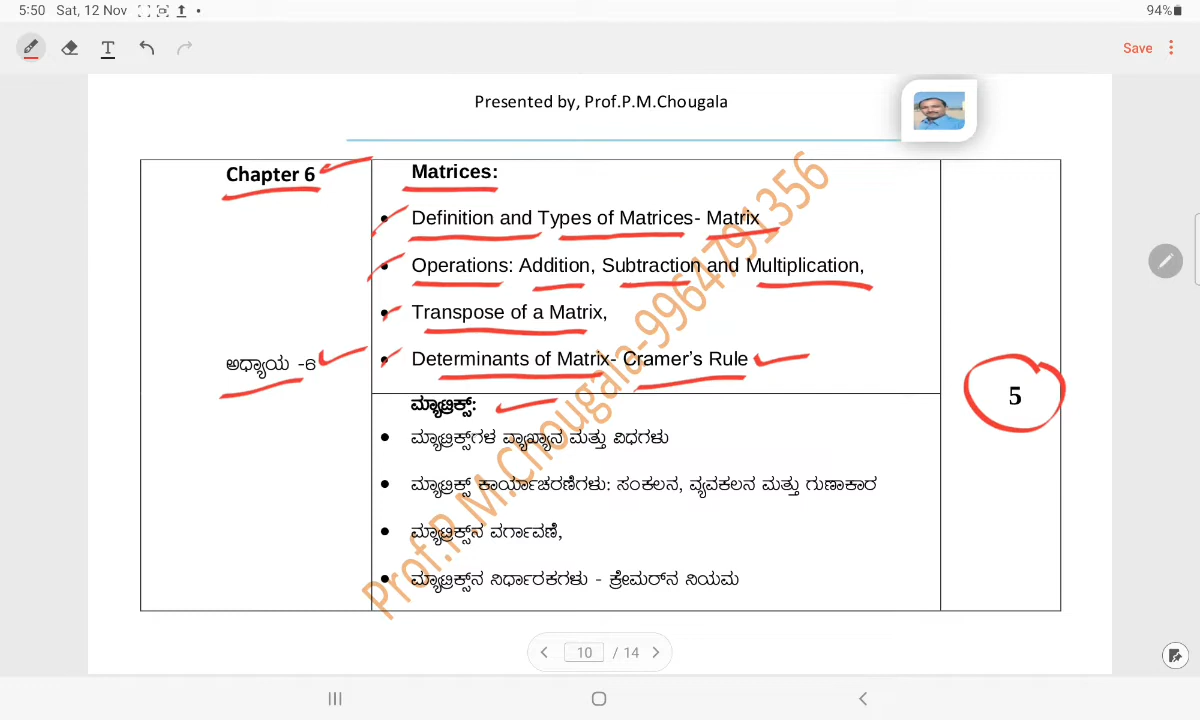 5:50 Sat, 12 Nov
94%
T
Save
Presented by, Prof.P.M.Chougala
Chapter 6
Matrices:
• Definition and Types of Matrices- Matrix
• Operations: Addition, Subtraction and Multiplication,
• Transpose of a Matrix,
ಅಧ್ಯಾಯ -6
• Determinants of Matrix- Cramer’s Rule
5
ಮ್ಯಾಟ್ರಿಕ್ಸ್:
• ಮ್ಯಾಟ್ರಿಕ್ಸ್‌ಗಳ ವ್ಯಾಖ್ಯಾನ ಮತ್ತು ವಿಧಗಳು
• ಮ್ಯಾಟ್ರಿಕ್ಸ್ ಕಾರ್ಯಾಚರಣೆಗಳು: ಸಂಕಲನ, ವ್ಯವಕಲನ ಮತ್ತು ಗುಣಾಕಾರ
• ಮ್ಯಾಟ್ರಿಕ್ಸ್‌ನ ವರ್ಗಾವಣೆ,
• ಮ್ಯಾಟ್ರಿಕ್ಸ್‌ನ ನಿರ್ಧಾರಕಗಳು - ಕ್ರೇಮರ್‌ನ ನಿಯಮ
Prof.P.M.Chougala-9964791356
10 / 14